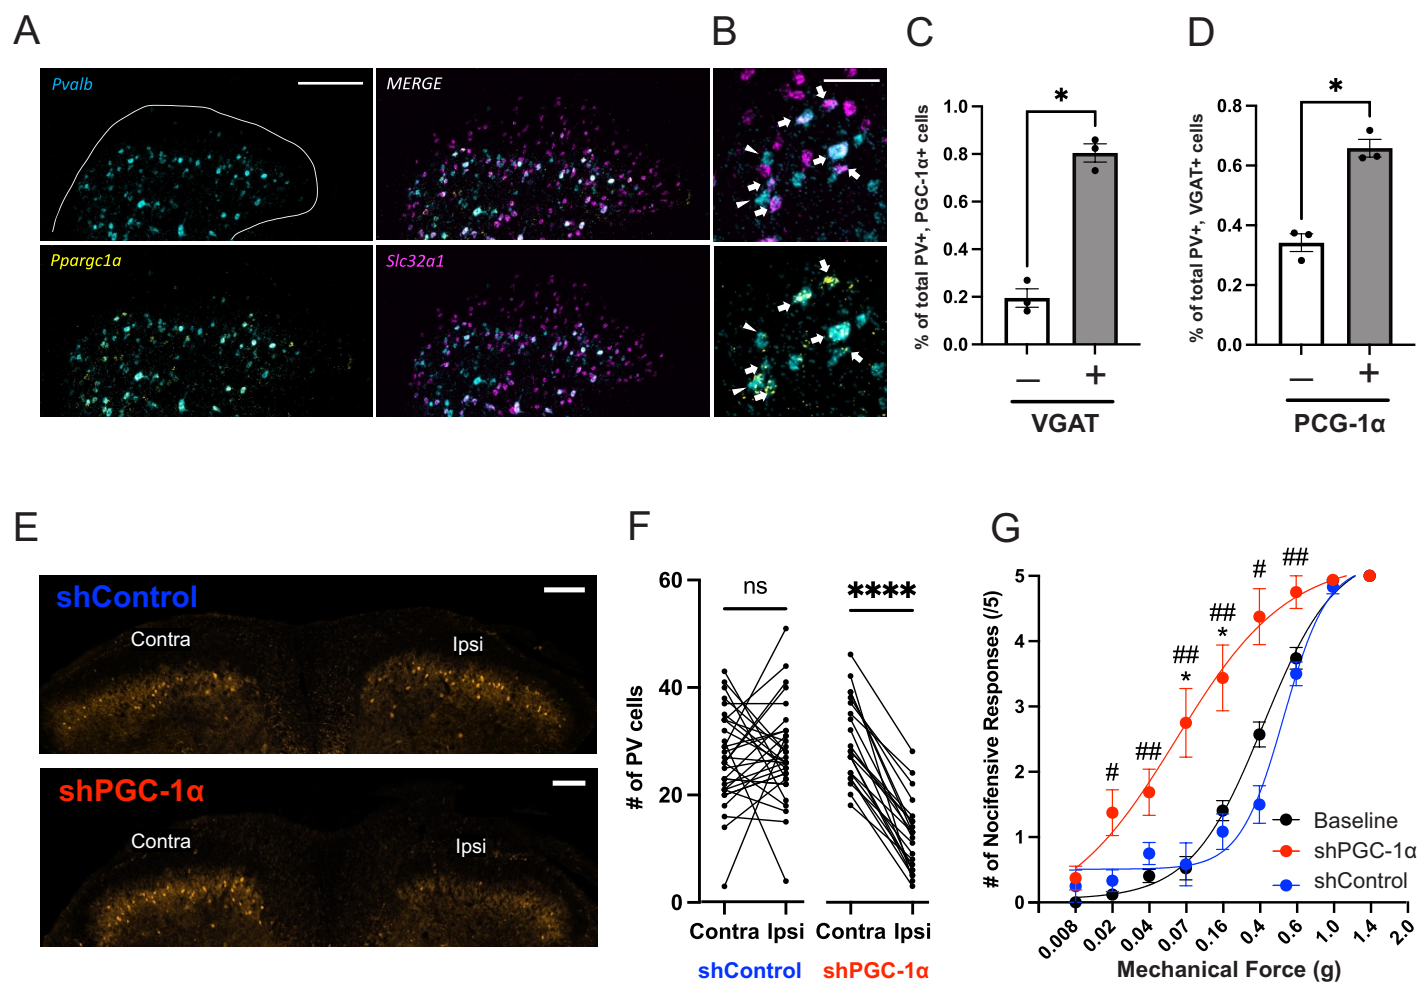 A
B
C
D
Pvalb
MERGE
Ppargc1a
Slc32a1
% of total PV+, PGC-1α+ cells
1.0
0.8
0.6
0.4
0.2
0.0
*
— +
VGAT
% of total PV+, VGAT+ cells
0.8
0.6
0.4
0.2
0.0
*
— +
PCG-1α
E
shControl
Contra
Ipsi
shPGC-1α
Contra
Ipsi
F
# of PV cells
60
40
20
0
ns
****
Contra Ipsi Contra Ipsi
shControl shPGC-1α
G
# of Nocifensive Responses (/5)
5
4
3
2
1
0
#
##
##
*
##
*
#
##
Baseline
shPGC-1α
shControl
0.008 0.02 0.04 0.07 0.16 0.4 0.6 1.0 1.4 2.0
Mechanical Force (g)